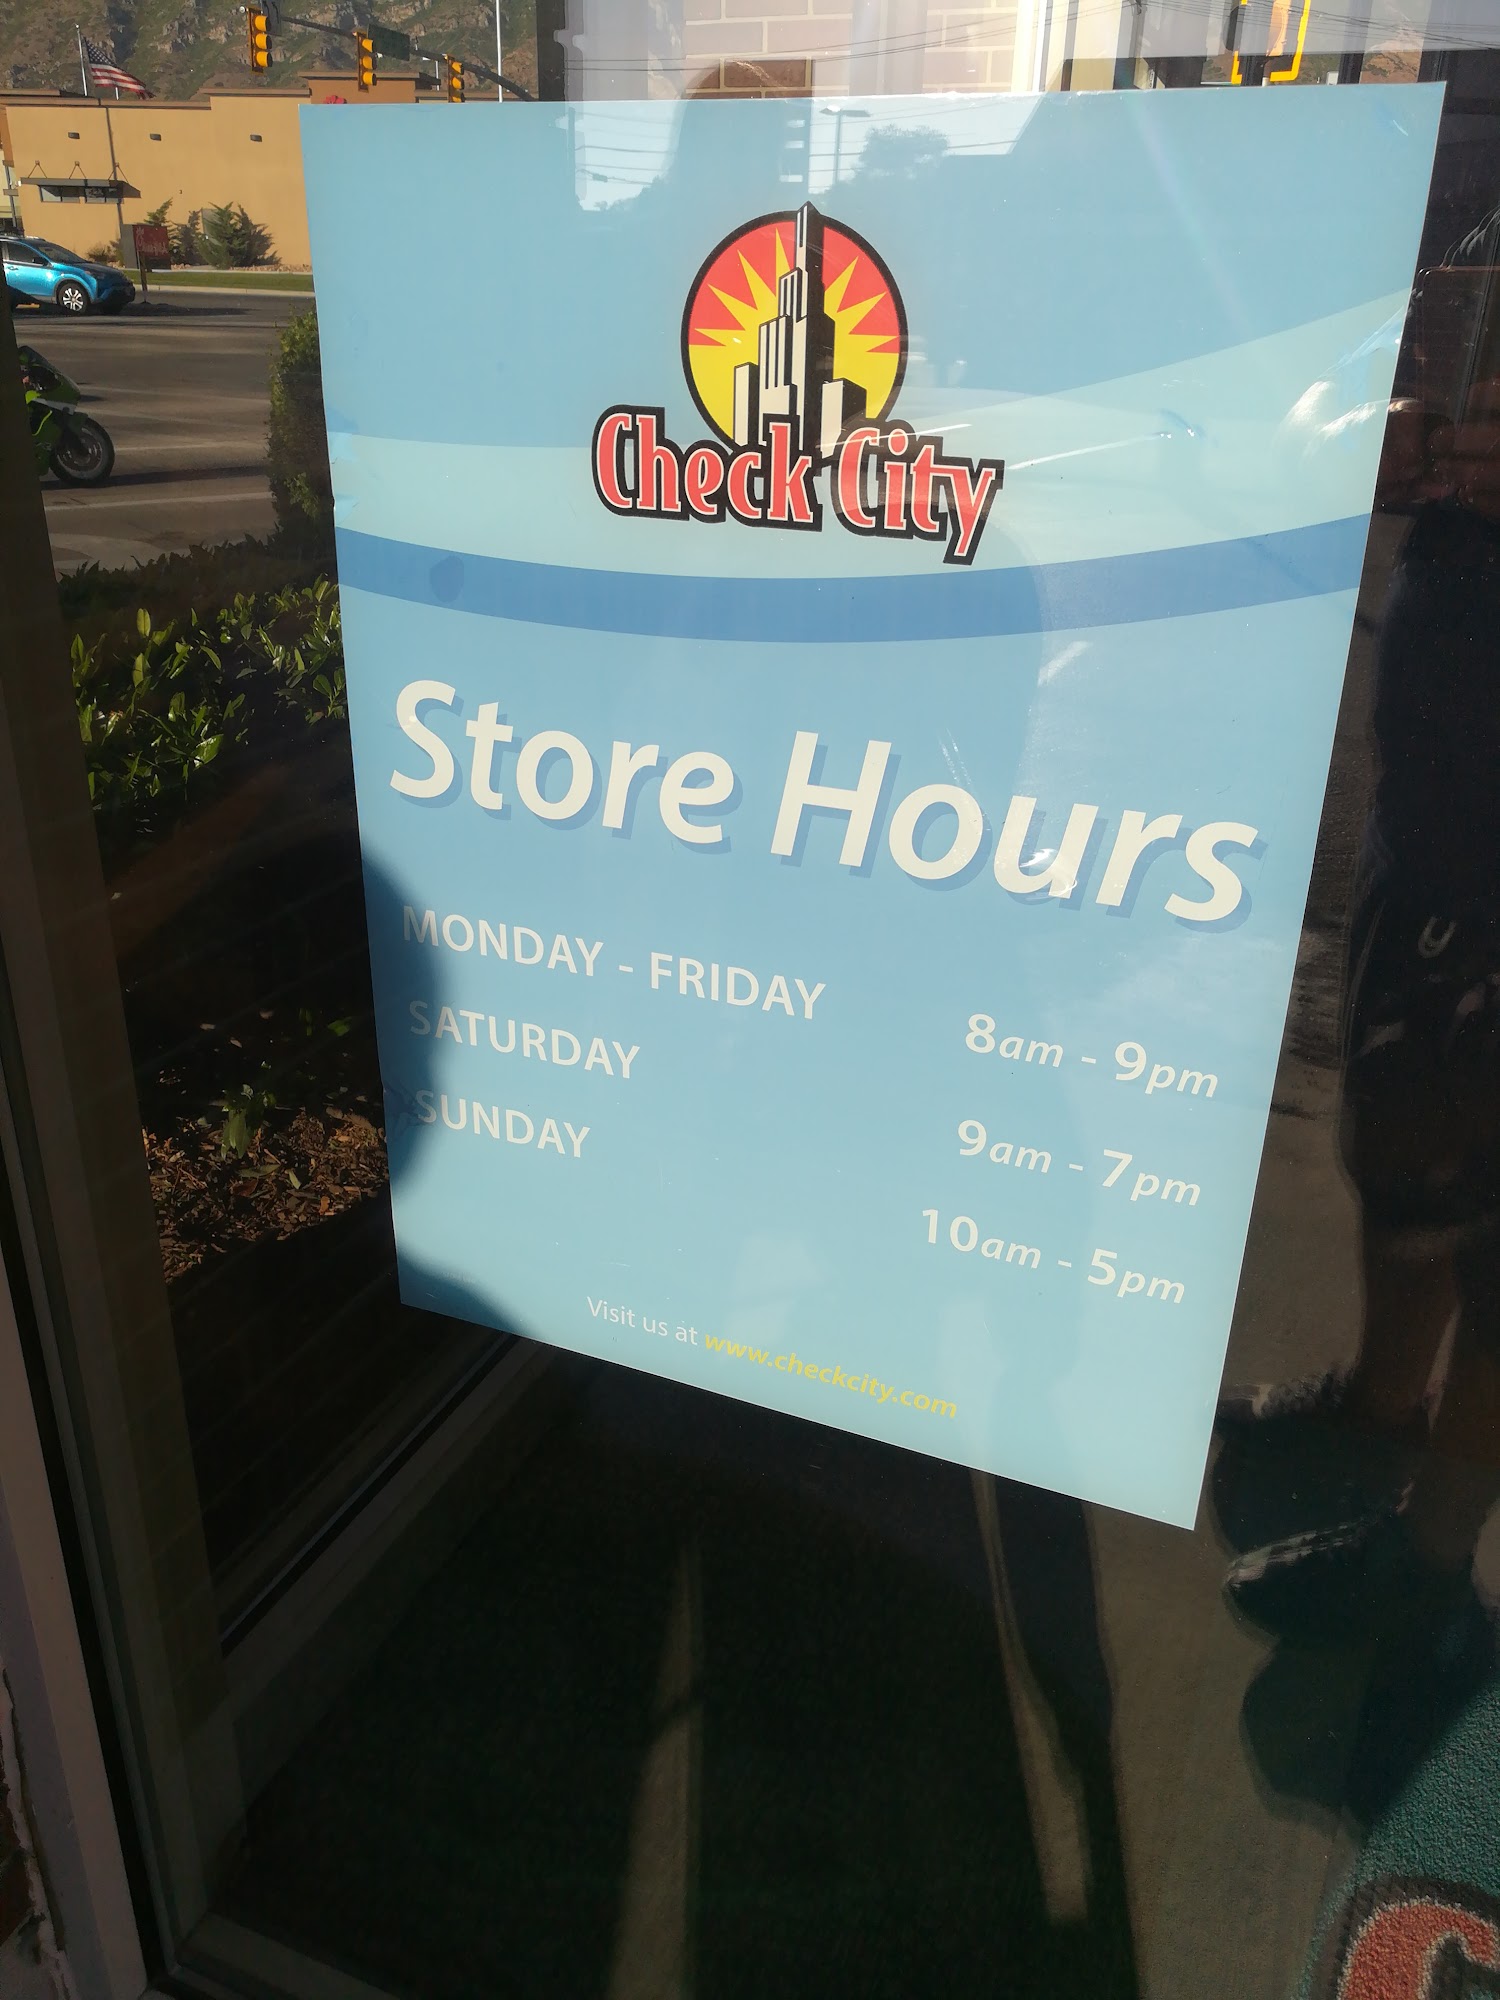 Check City
Store Hours
MONDAY - FRIDAY 8am - 9pm
SATURDAY 9am - 7pm
SUNDAY 10am - 5pm
Visit us at www.checkcity.com